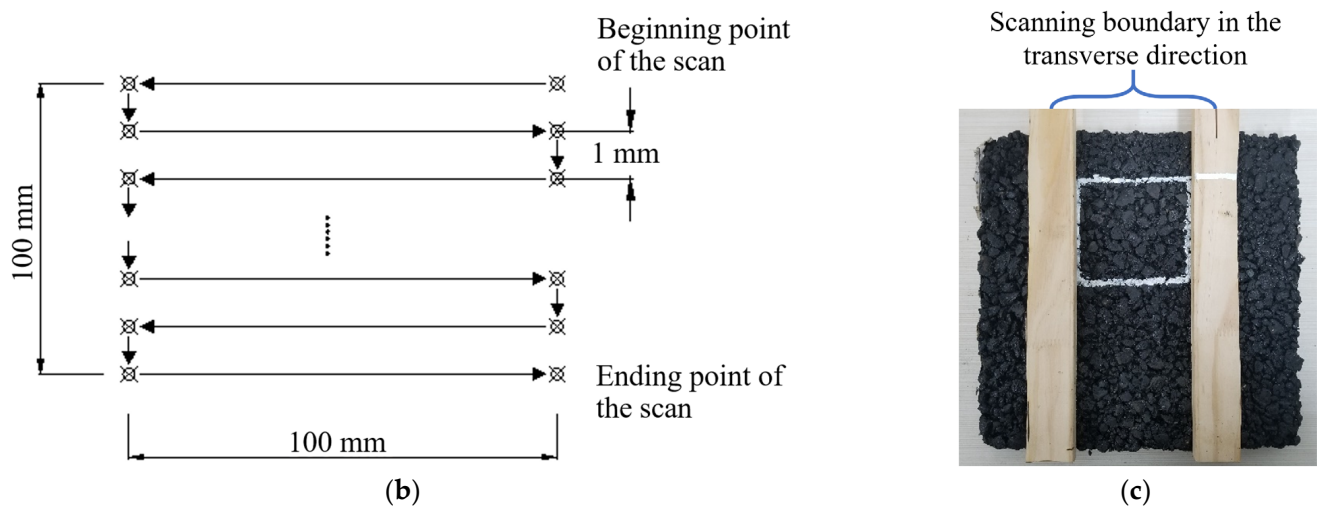 Beginning point
of the scan
1 mm
100 mm
Ending point of
the scan
100 mm
(b)
Scanning boundary in the
transverse direction
(c)